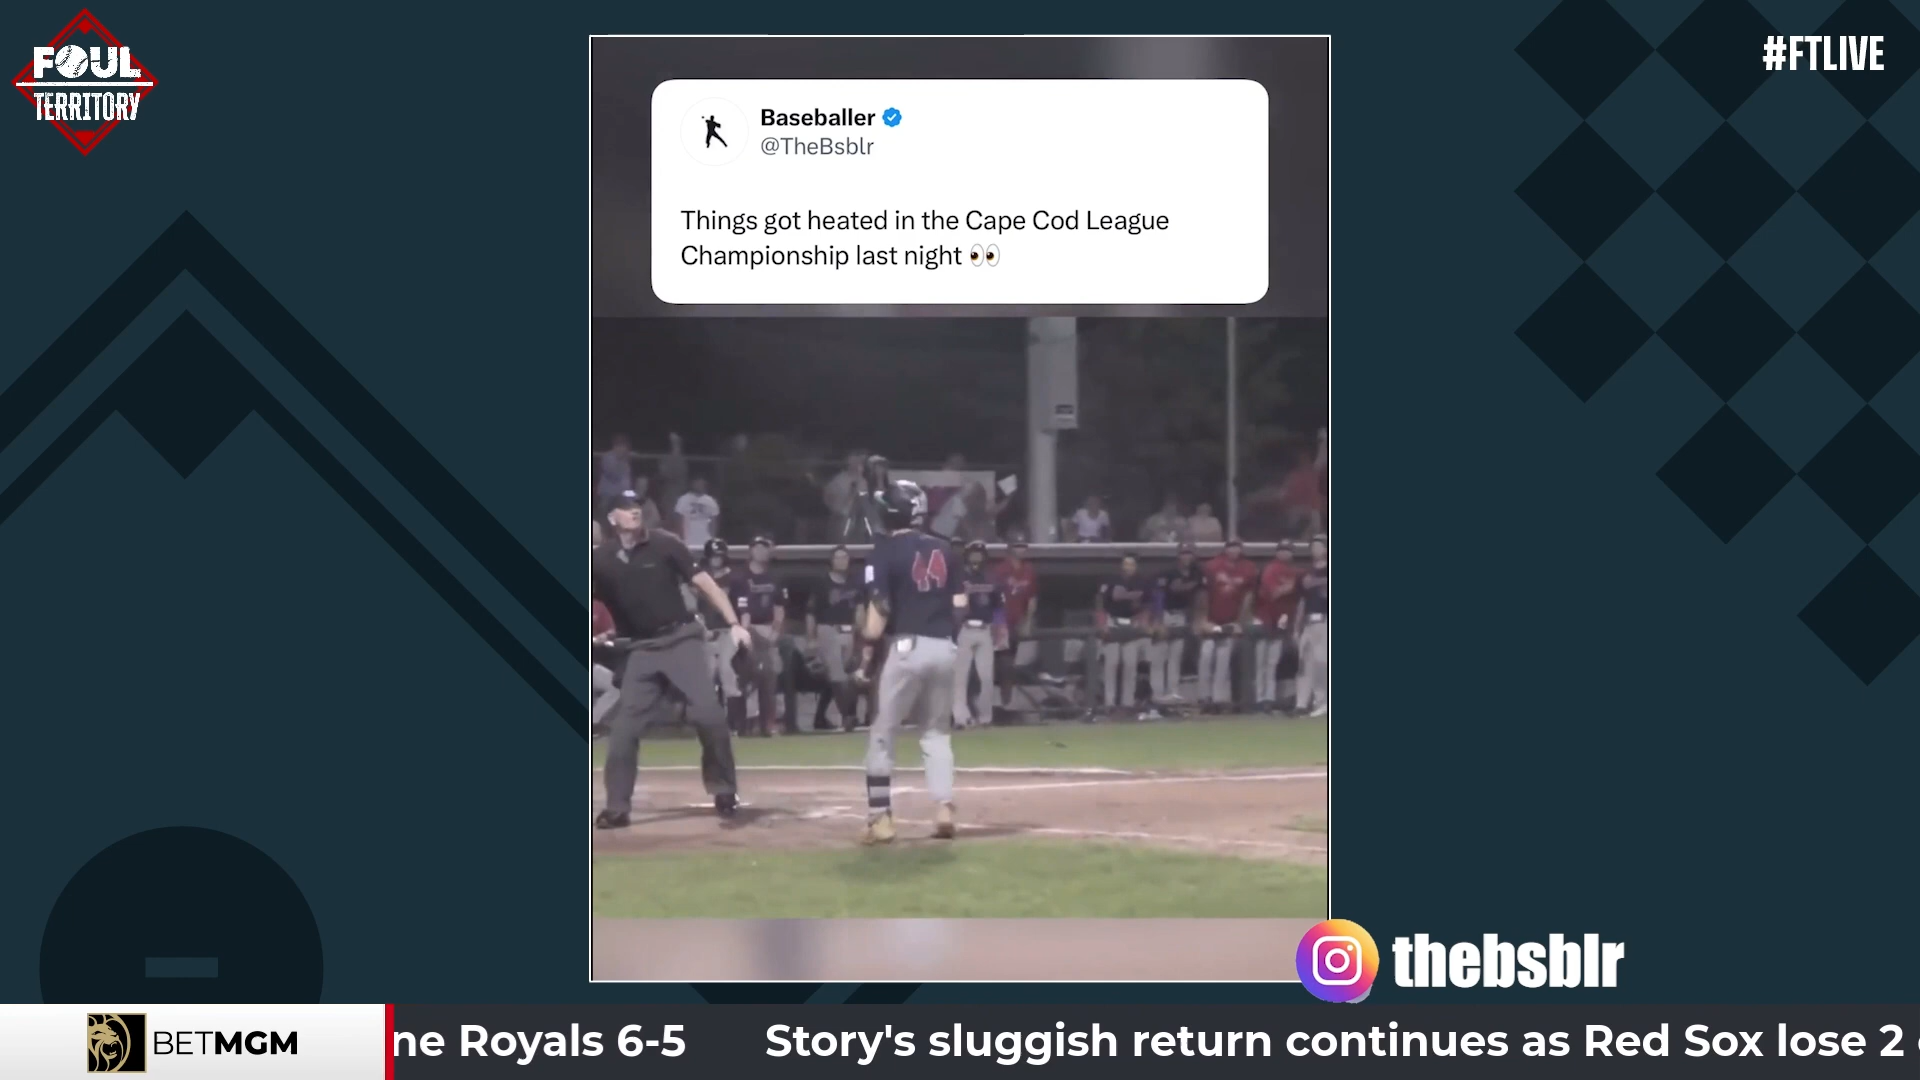 FOUL
TERRITORY
#FTLIVE
Baseballer
@TheBsblr
Things got heated in the Cape Cod League
Championship last night 👀
44
thebsblr
BETMGM
ne Royals 6-5 Story's sluggish return continues as Red Sox lose 2